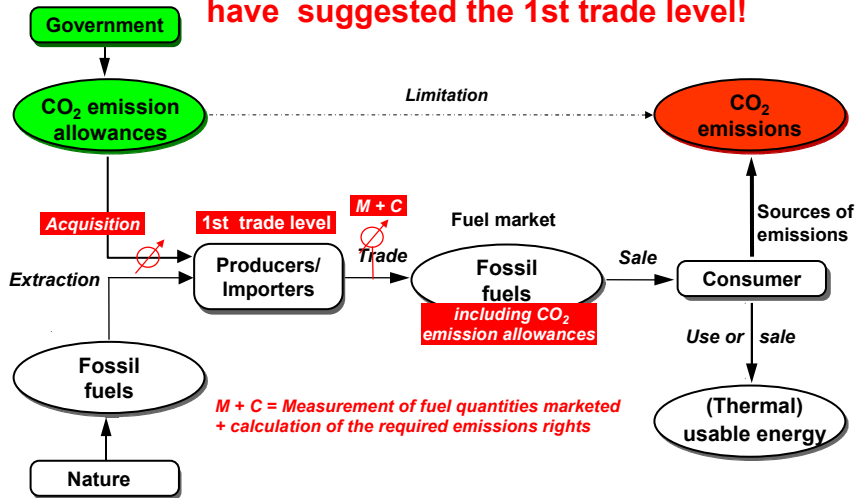 have suggested the 1st trade level!
Government
CO₂ emission
allowances
Limitation
CO₂
emissions
Acquisition
1st trade level
M + C
Fuel market
Sources of
emissions
Extraction
Producers/
Importers
Trade
Fossil
fuels
including CO₂
emission allowances
Sale
Consumer
Use or sale
Fossil
fuels
M + C = Measurement of fuel quantities marketed
+ calculation of the required emissions rights
(Thermal)
usable energy
Nature